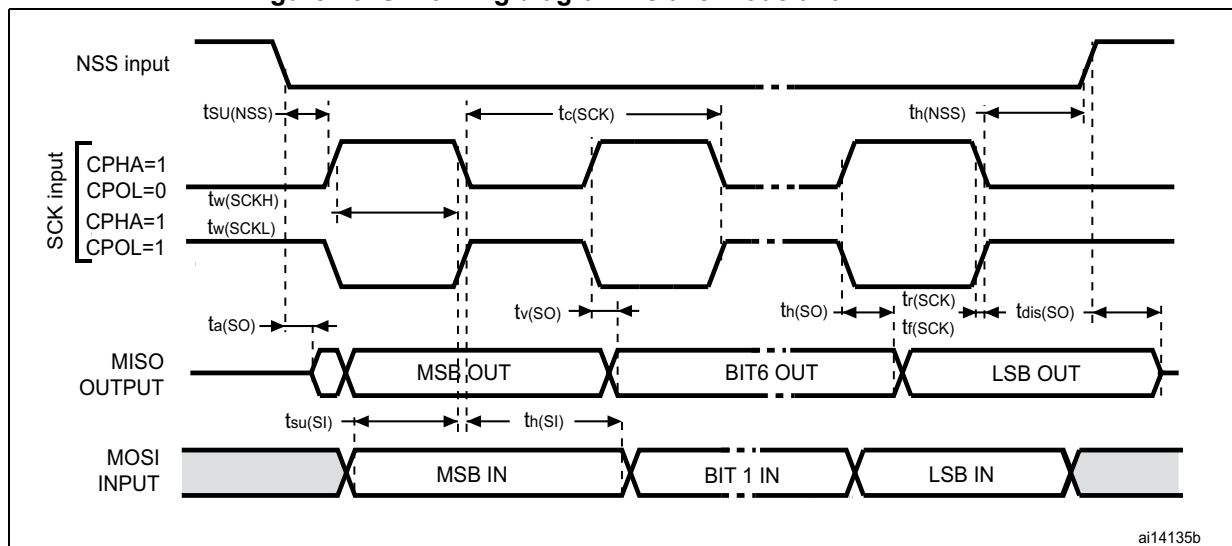 NSS input
tSU(NSS)
tc(SCK)
th(NSS)
SCK input
CPHA=1
CPOL=0
tw(SCKH)
CPHA=1
tw(SCKL)
CPOL=1
ta(SO)
tv(SO)
th(SO)
tr(SCK)
tf(SCK)
tdis(SO)
MISO
OUTPUT
MSB OUT
BIT6 OUT
LSB OUT
tsu(SI)
th(SI)
MOSI
INPUT
MSB IN
BIT 1 IN
LSB IN
ai14135b